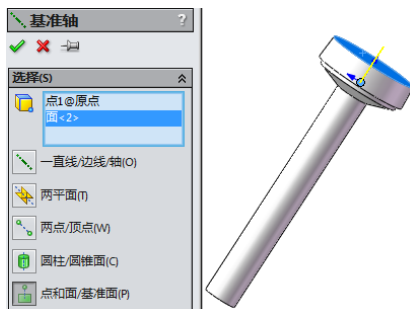 基准轴 ?
选择(S)
点1@原点
面<2>
一直线/边线/轴(O)
两平面(T)
两点/顶点(W)
圆柱/圆锥面(C)
点和面/基准面(P)